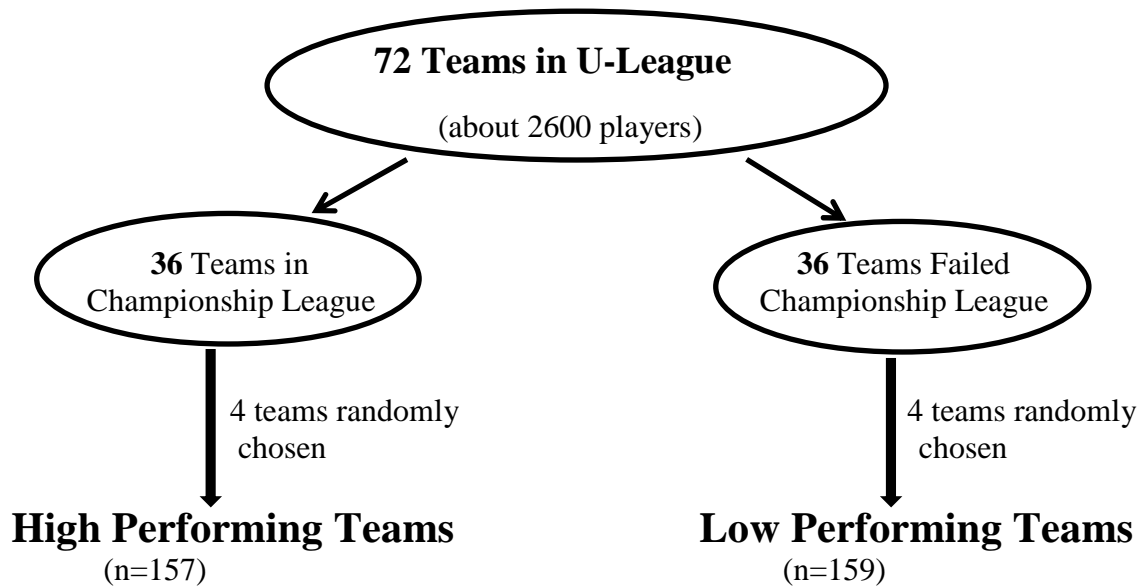 72 Teams in U-League
(about 2600 players)
36 Teams in
Championship League
36 Teams Failed
Championship League
4 teams randomly
chosen
4 teams randomly
chosen
High Performing Teams
(n=157)
Low Performing Teams
(n=159)